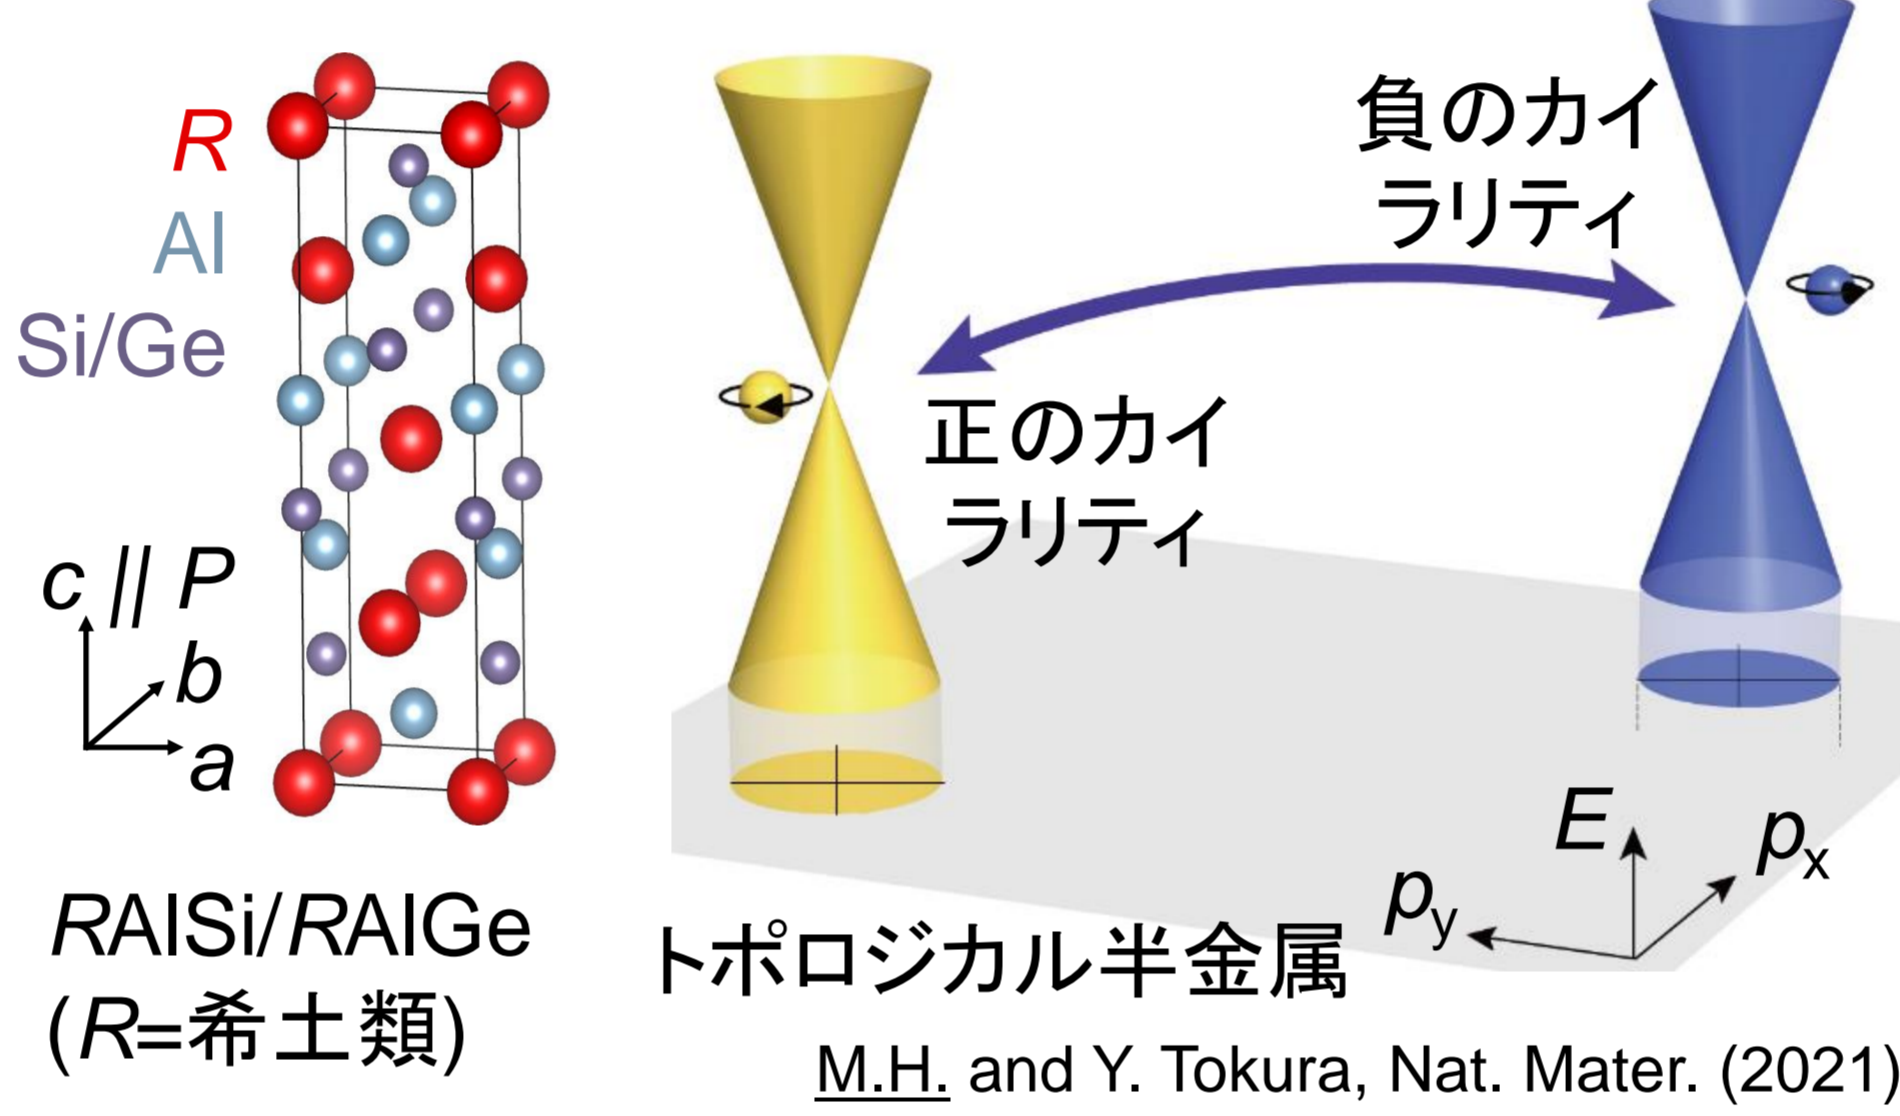 R
Al
Si/Ge
c // P
b
a
RAlSi/RAlGe
(R=希土類)
負のカイ
ラリティ
正のカイ
ラリティ
E
px
py
トポロジカル半金属
M.H. and Y. Tokura, Nat. Mater. (2021)